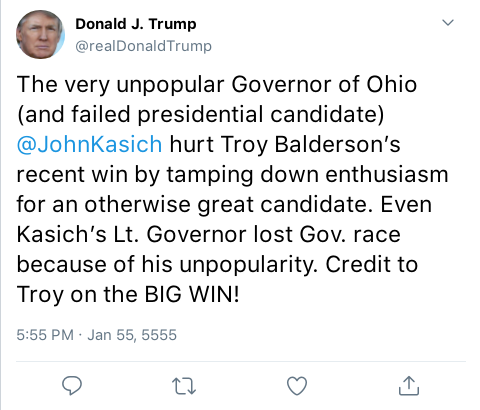 Donald J. Trump
@realDonaldTrump
The very unpopular Governor of Ohio
(and failed presidential candidate)
@JohnKasich hurt Troy Balderson’s
recent win by tamping down enthusiasm
for an otherwise great candidate. Even
Kasich’s Lt. Governor lost Gov. race
because of his unpopularity. Credit to
Troy on the BIG WIN!
5:55 PM · Jan 55, 5555